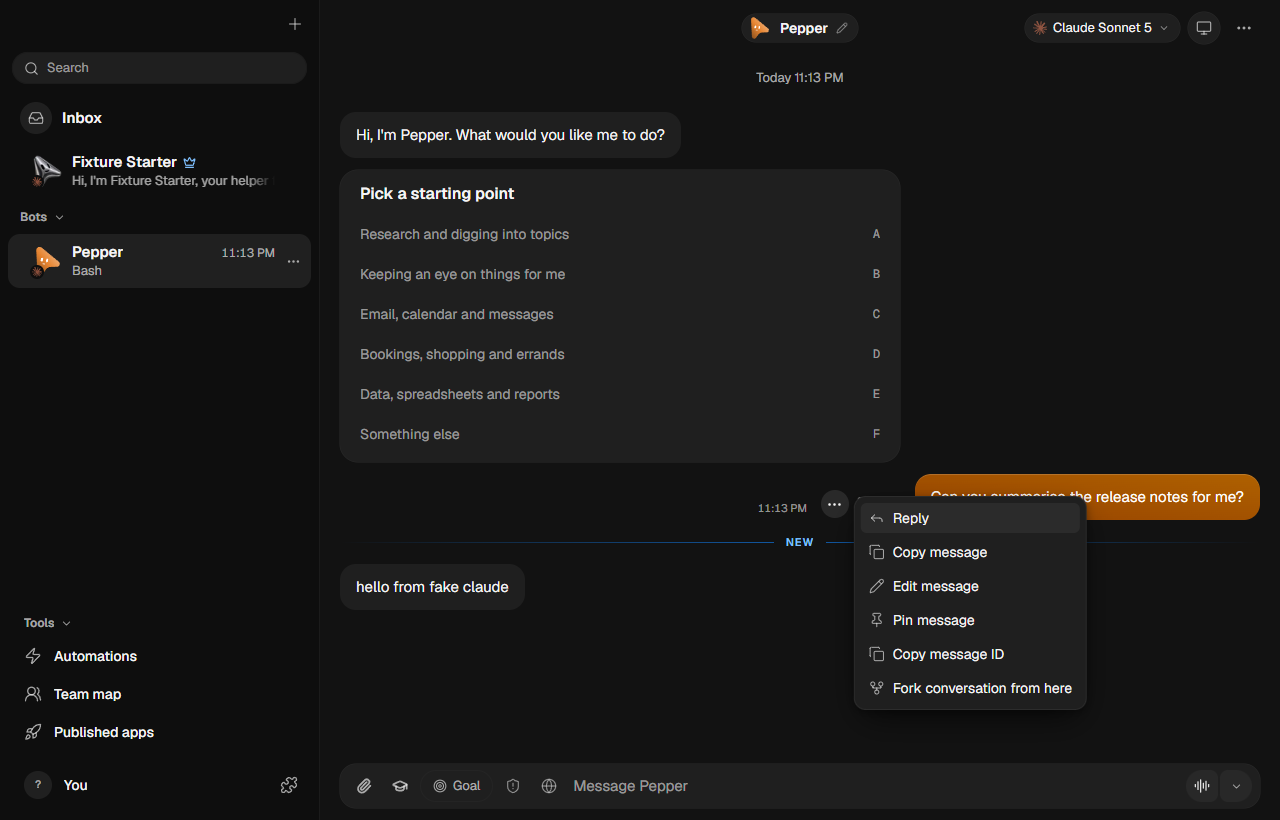 Search
Inbox
Fixture Starter
Hi, I'm Fixture Starter, your helper
Bots
Pepper
11:13 PM
Bash
Tools
Automations
Team map
Published apps
?
You
Pepper
Claude Sonnet 5
Today 11:13 PM
Hi, I'm Pepper. What would you like me to do?
Pick a starting point
Research and digging into topics A
Keeping an eye on things for me B
Email, calendar and messages C
Bookings, shopping and errands D
Data, spreadsheets and reports E
Something else F
Can you summarise the release notes for me?
11:13 PM
NEW
hello from fake claude
Reply
Copy message
Edit message
Pin message
Copy message ID
Fork conversation from here
Goal
Message Pepper